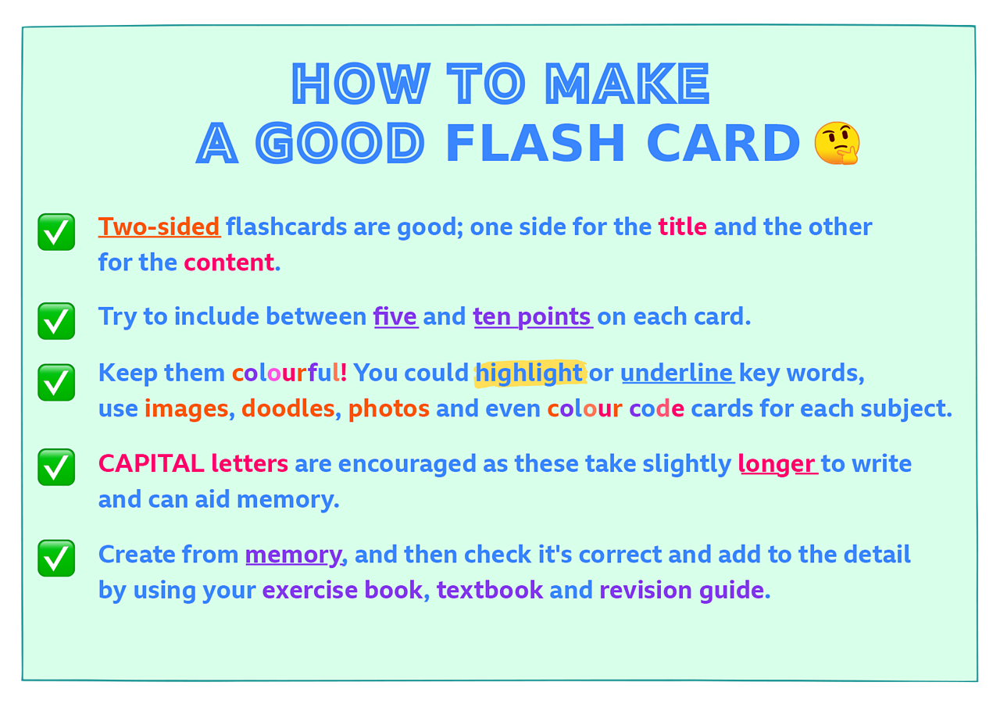 HOW TO MAKE
A GOOD FLASH CARD
Two-sided flashcards are good; one side for the title and the other
for the content.
Try to include between five and ten points on each card.
Keep them colourful! You could highlight or underline key words,
use images, doodles, photos and even colour code cards for each subject.
CAPITAL letters are encouraged as these take slightly longer to write
and can aid memory.
Create from memory, and then check it's correct and add to the detail
by using your exercise book, textbook and revision guide.